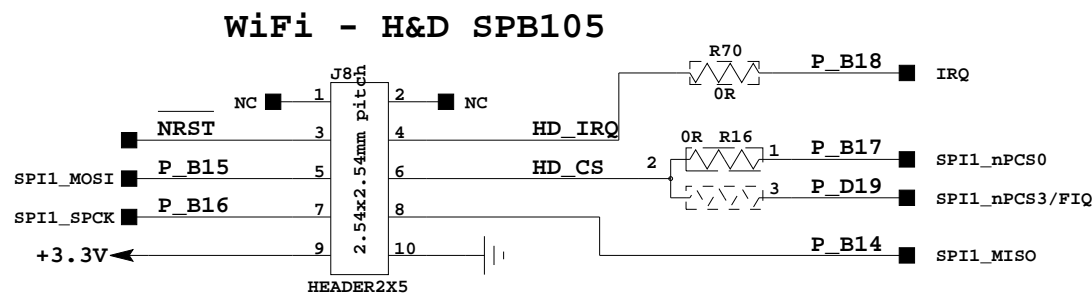 WiFi - H&D SPB105
R70
P_B18
IRQ
0R
J8
2.54x2.54mm pitch
NC
1
2
NC
NRST
3
4
HD_IRQ
0R R16
P_B15
SPI1_MOSI
5
6
HD_CS
2
1
P_B17
SPI1_nPCS0
P_B16
SPI1_SPCK
7
8
3
P_D19
SPI1_nPCS3/FIQ
+3.3V
9
10
P_B14
SPI1_MISO
HEADER2X5